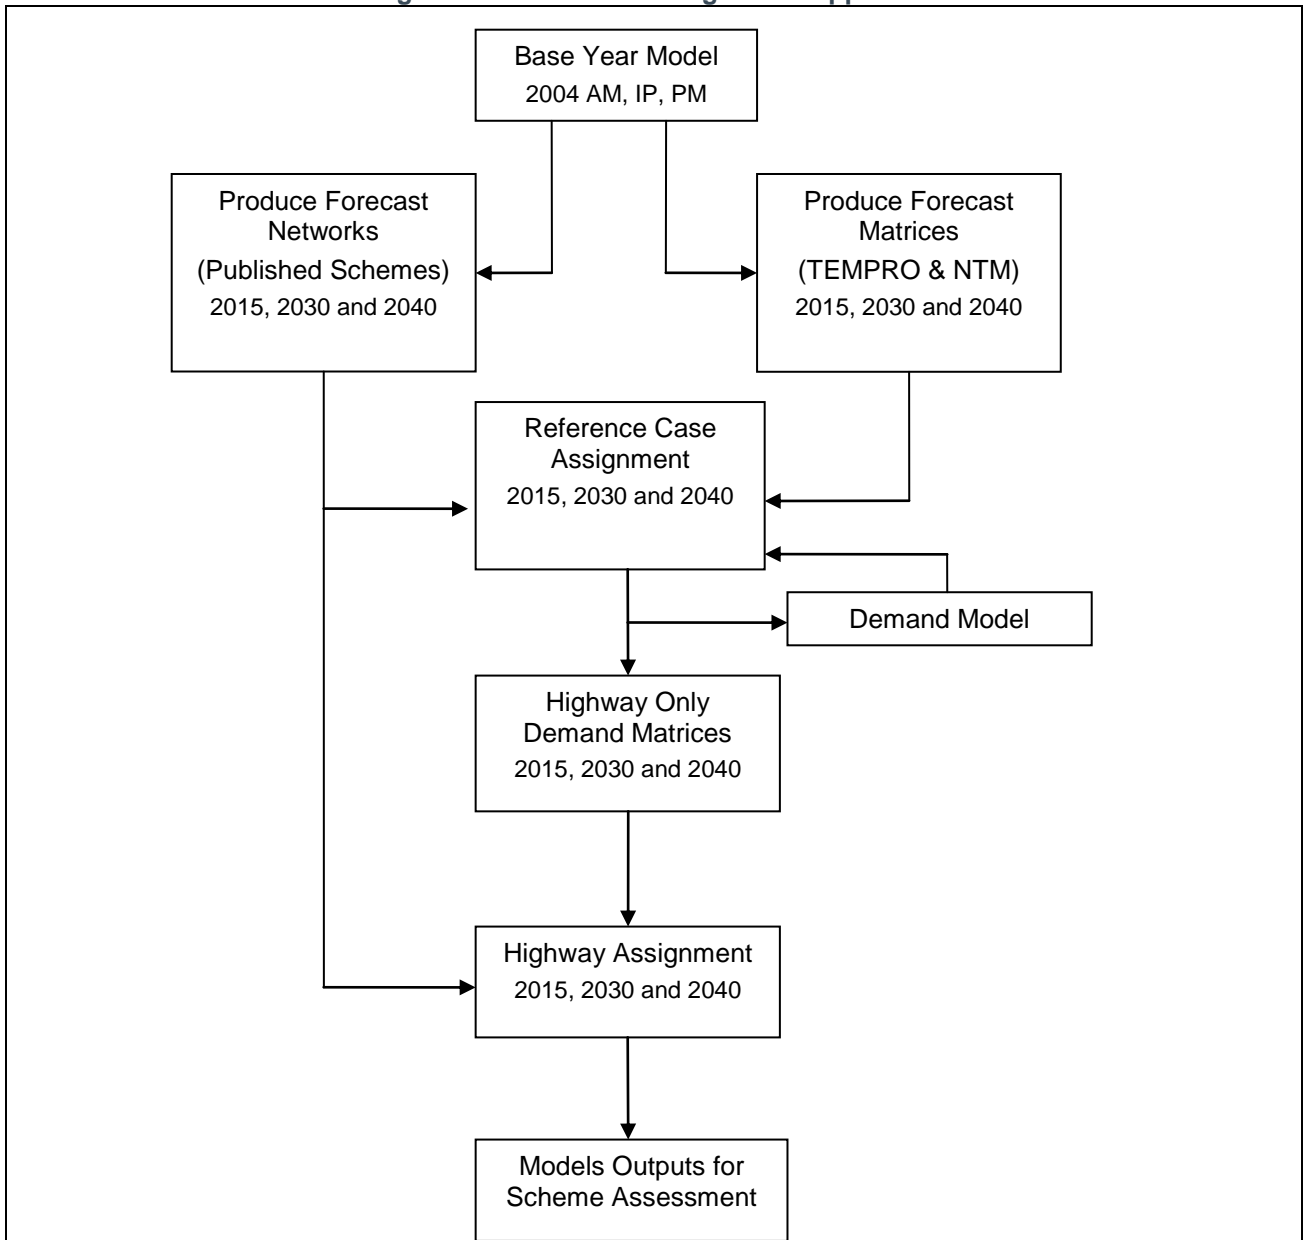 Base Year Model
2004 AM, IP, PM
Produce Forecast
Networks
(Published Schemes)
2015, 2030 and 2040
Produce Forecast
Matrices
(TEMPRO & NTM)
2015, 2030 and 2040
Reference Case
Assignment
2015, 2030 and 2040
Demand Model
Highway Only
Demand Matrices
2015, 2030 and 2040
Highway Assignment
2015, 2030 and 2040
Models Outputs for
Scheme Assessment